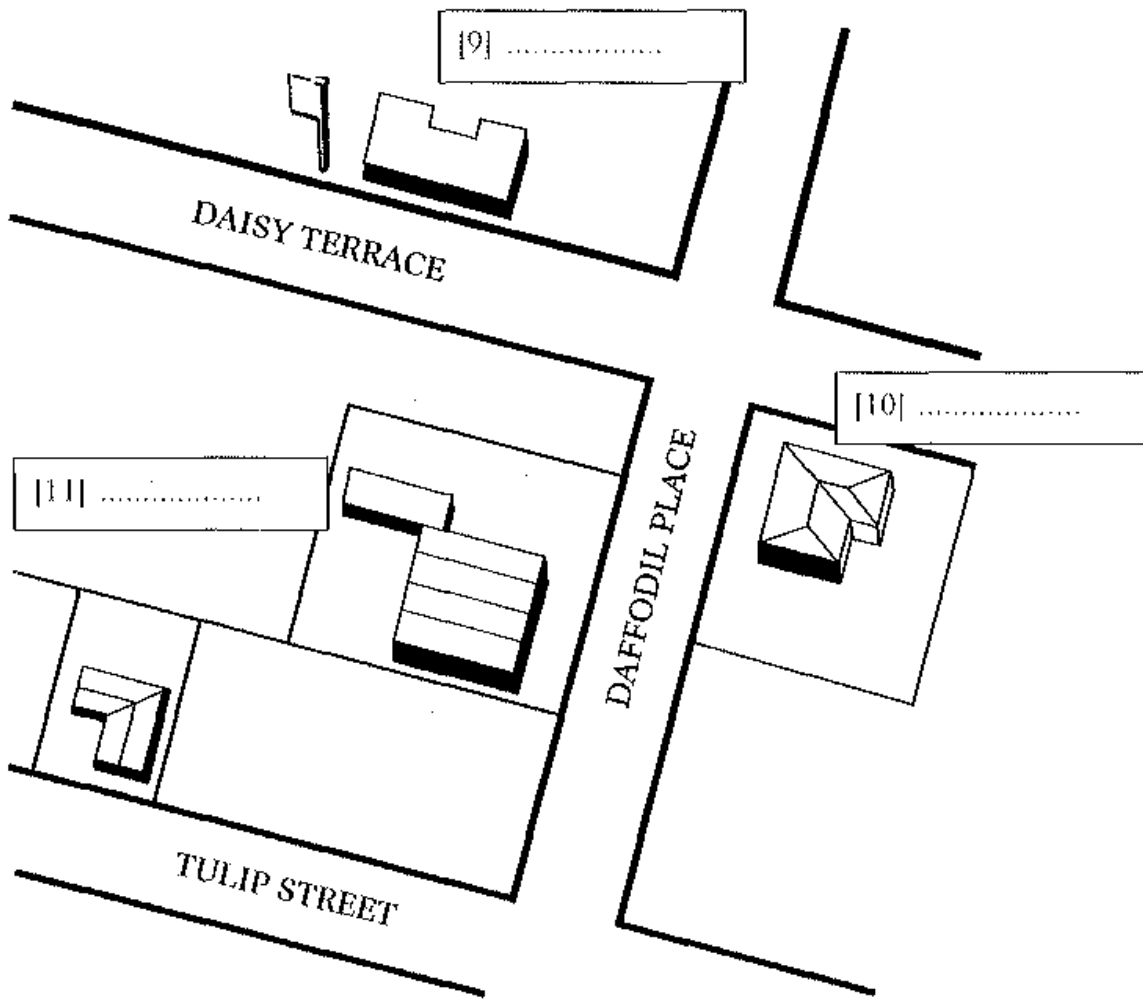 [9] ..................
DAISY TERRACE
[10] ..................
[11] ..................
DAFFODIL PLACE
TULIP STREET